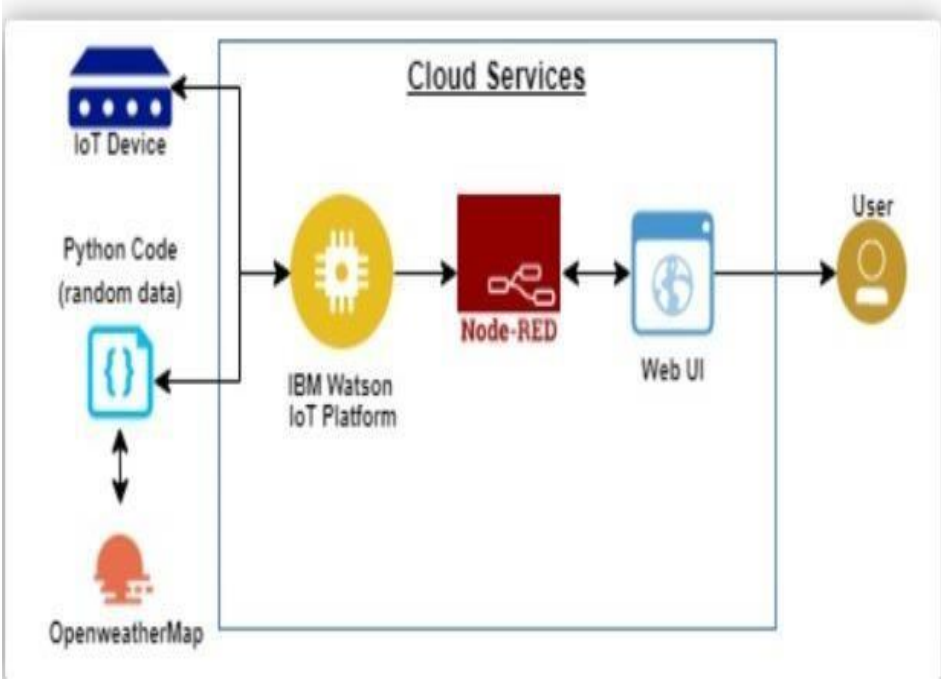 Cloud Services
IoT Device
Python Code
(random data)
OpenweatherMap
IBM Watson
IoT Platform
Node-RED
Web UI
User